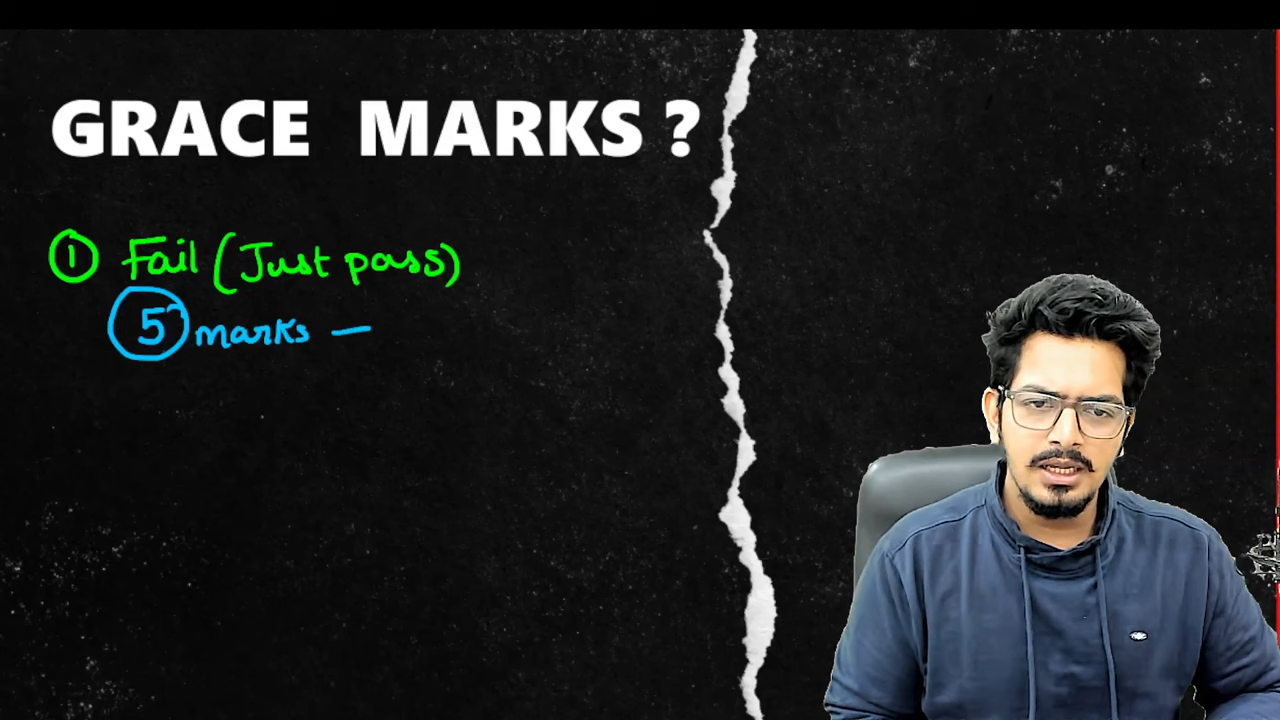 GRACE MARKS ?
① Fail (Just pass)
5 marks —